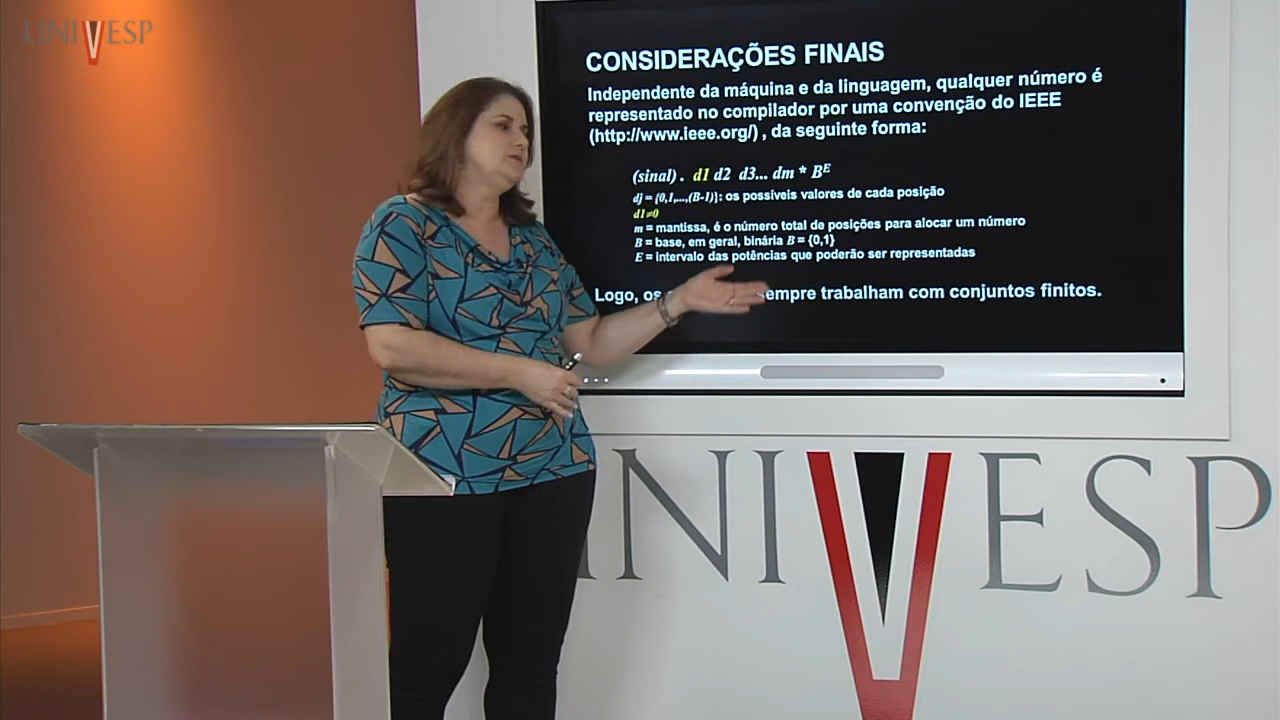 UNIVESP
CONSIDERAÇÕES FINAIS
Independente da máquina e da linguagem, qualquer número é
representado no compilador por uma convenção do IEEE
(http://www.ieee.org/) , da seguinte forma:
(sinal) . d1 d2 d3... dm * B^E
dj = {0,1,...,(B-1)}: os possíveis valores de cada posição
d1≠0
m = mantissa, é o número total de posições para alocar um número
B = base, em geral, binária B = {0,1}
E = intervalo das potências que poderão ser representadas
Logo, os sempre trabalham com conjuntos finitos.
UNIVESP